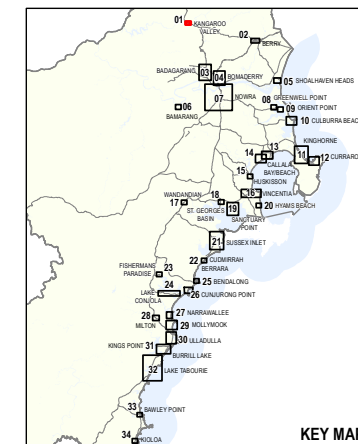 01
KANGAROO
VALLEY
02
BERRY
BADAGARANG
03
04
BOMADERRY
05
SHOALHAVEN HEADS
07
NOWRA
06
BAMARANG
08
GREENWELL POINT
09
ORIENT POINT
10
CULBURRA BEACH
KINGHORNE
11
12
CURRARO
13
14
CALLALA
BAY/BEACH
15
HUSKISSON
16
VINCENTIA
WANDANDIAN
17
18
ST. GEORGES
BASIN
19
20
HYAMS BEACH
SANCTUARY
POINT
21
SUSSEX INLET
22
CUDMIRRAH
BERRARA
FISHERMANS
PARADISE
23
24
LAKE
CONJOLA
25
BENDALONG
26
CUNJURONG POINT
27
NARRAWALLEE
28
MILTON
29
MOLLYMOOK
30
ULLADULLA
KINGS POINT
31
BURRILL LAKE
32
LAKE TABOURIE
33
BAWLEY POINT
34
KIOLOA
KEY MAP